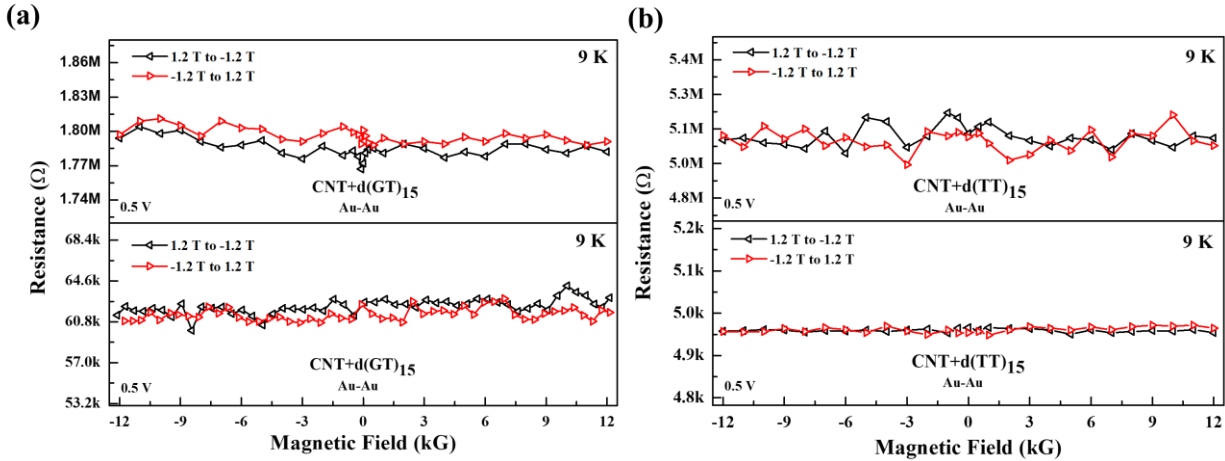 (a)
1.2 T to -1.2 T
-1.2 T to 1.2 T
9 K
1.86M
1.83M
1.80M
1.77M
1.74M
CNT+d(GT)15
Au-Au
0.5 V
1.2 T to -1.2 T
-1.2 T to 1.2 T
9 K
68.4k
64.6k
60.8k
57.0k
53.2k
CNT+d(GT)15
Au-Au
0.5 V
Resistance (Ω)
-12 -9 -6 -3 0 3 6 9 12
Magnetic Field (kG)
(b)
1.2 T to -1.2 T
-1.2 T to 1.2 T
9 K
5.4M
5.3M
5.1M
5.0M
4.8M
CNT+d(TT)15
Au-Au
0.5 V
1.2 T to -1.2 T
-1.2 T to 1.2 T
9 K
5.2k
5.1k
4.9k
4.8k
CNT+d(TT)15
Au-Au
0.5 V
Resistance (Ω)
-12 -9 -6 -3 0 3 6 9 12
Magnetic Field (kG)